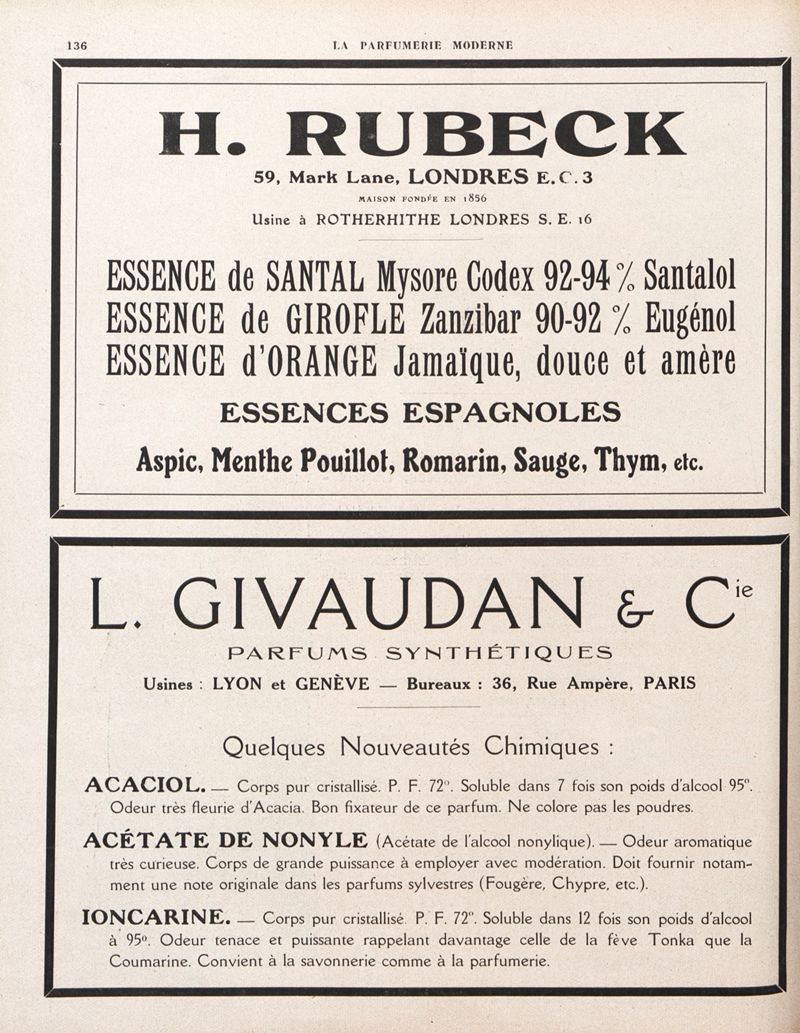 136
LA PARFUMERIE MODERNE
H. RUBECK
59, Mark Lane, LONDRES E.C.3
MAISON FONDÉE EN 1856
Usine à ROTHERHITHE LONDRES S. E. 16
ESSENCE de SANTAL Mysore Codex 92-94 % Santalol
ESSENCE de GIROFLE Zanzibar 90-92 % Eugénol
ESSENCE d'ORANGE Jamaïque, douce et amère
ESSENCES ESPAGNOLES
Aspic, Menthe Pouillot, Romarin, Sauge, Thym, etc.
L. GIVAUDAN & Cie
PARFUMS SYNTHÉTIQUES
Usines : LYON et GENÈVE — Bureaux : 36, Rue Ampère, PARIS
Quelques Nouveautés Chimiques :
ACACIOL. — Corps pur cristallisé. P. F. 72°. Soluble dans 7 fois son poids d'alcool 95°.
Odeur très fleurie d'Acacia. Bon fixateur de ce parfum. Ne colore pas les poudres.
ACÉTATE DE NONYLE (Acétate de l'alcool nonylique). — Odeur aromatique
très curieuse. Corps de grande puissance à employer avec modération. Doit fournir notam-
ment une note originale dans les parfums sylvestres (Fougère, Chypre, etc.).
IONCARINE. — Corps pur cristallisé. P. F. 72°. Soluble dans 12 fois son poids d'alcool
à 95°. Odeur tenace et puissante rappelant davantage celle de la fève Tonka que la
Coumarine. Convient à la savonnerie comme à la parfumerie.